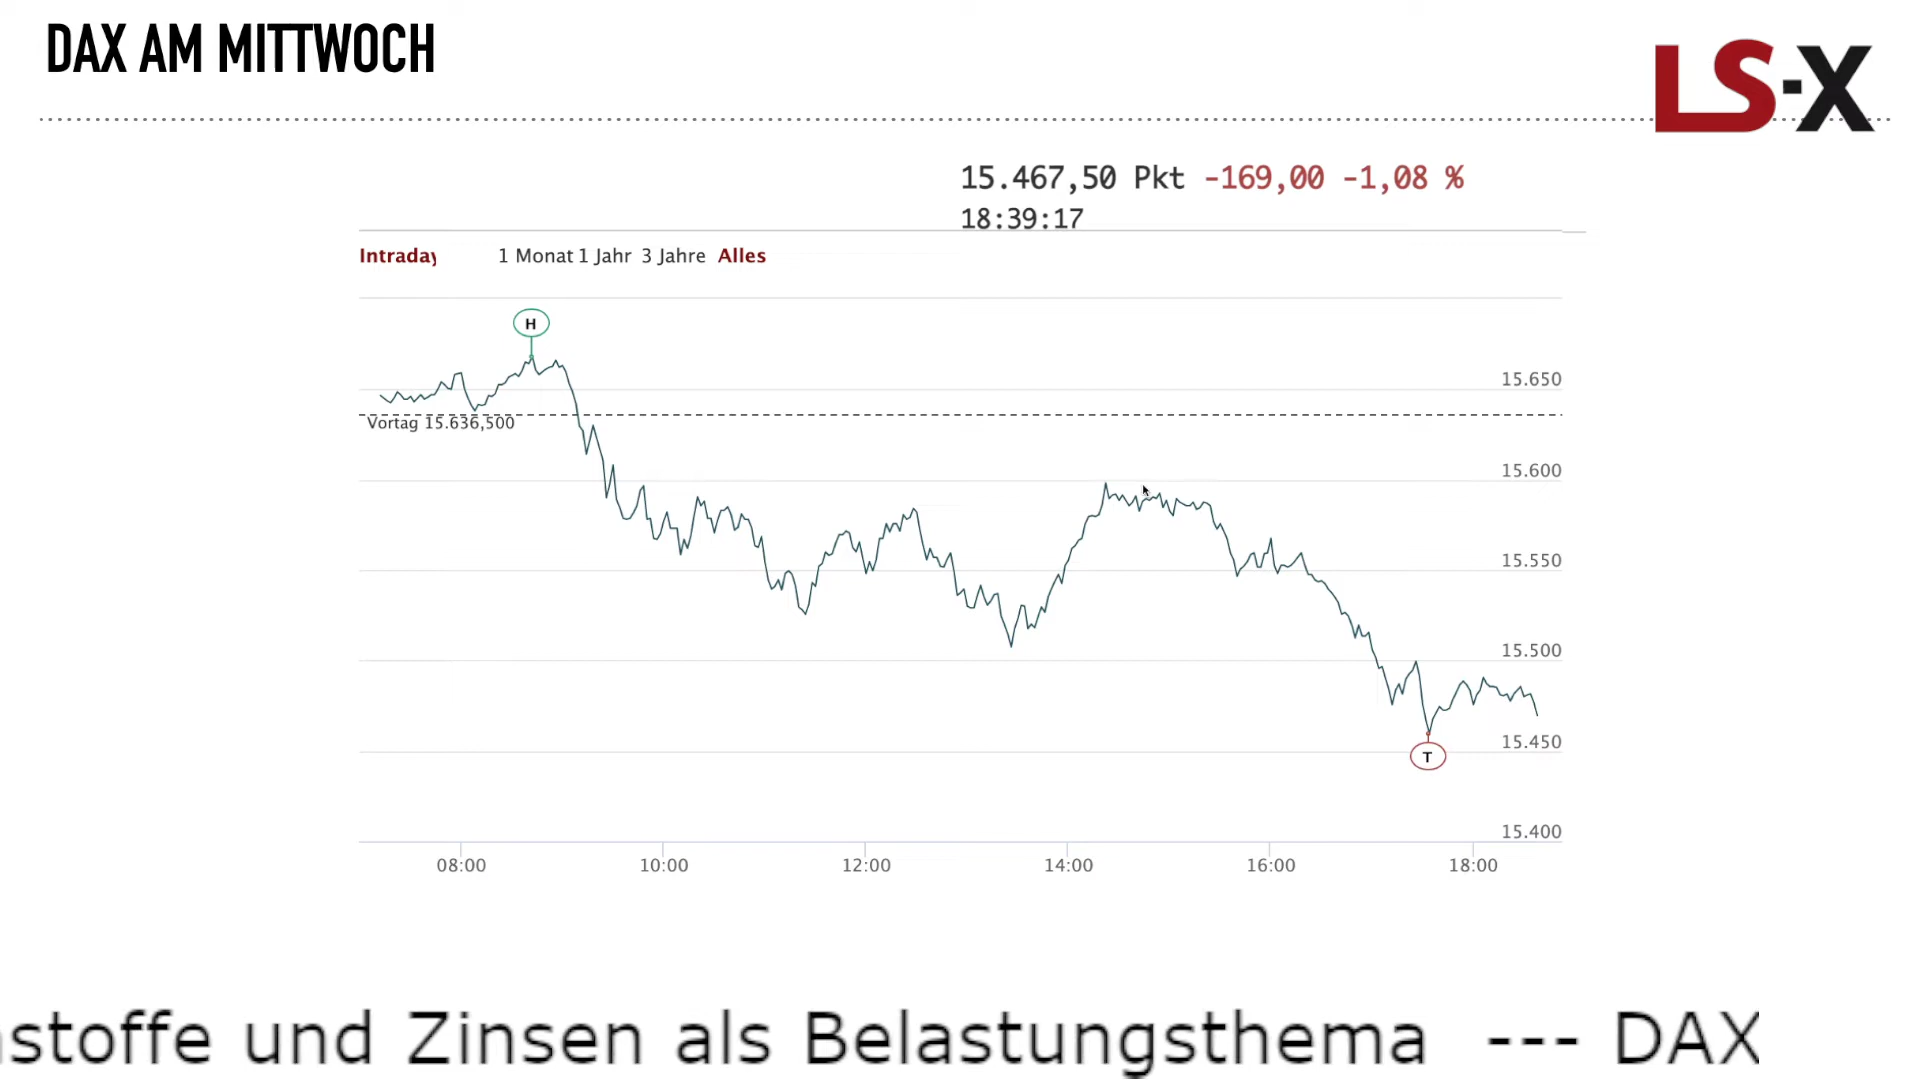 DAX AM MITTWOCH
LS-X
15.467,50 Pkt -169,00 -1,08 %
18:39:17
Intraday 1 Monat 1 Jahr 3 Jahre Alles
H
15.650
Vortag 15.636,500
15.600
15.550
15.500
15.450
T
15.400
08:00 10:00 12:00 14:00 16:00 18:00
stoffe und Zinsen als Belastungsthema --- DAX